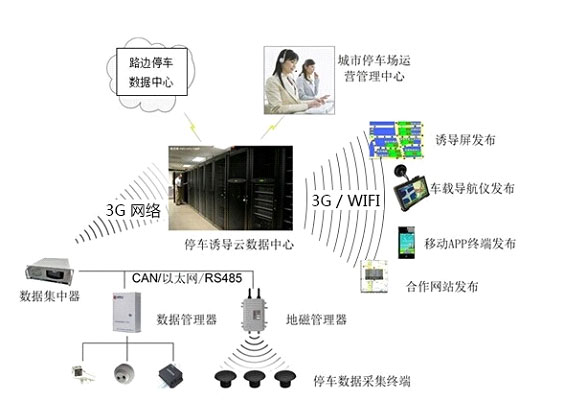 路边停车
数据中心
城市停车场运
营管理中心
诱导屏发布
3G / WIFI
车载导航仪发布
3G 网络
停车诱导云数据中心
移动APP终端发布
CAN/以太网/RS485
合作网站发布
数据集中器
数据管理器
地磁管理器
停车数据采集终端